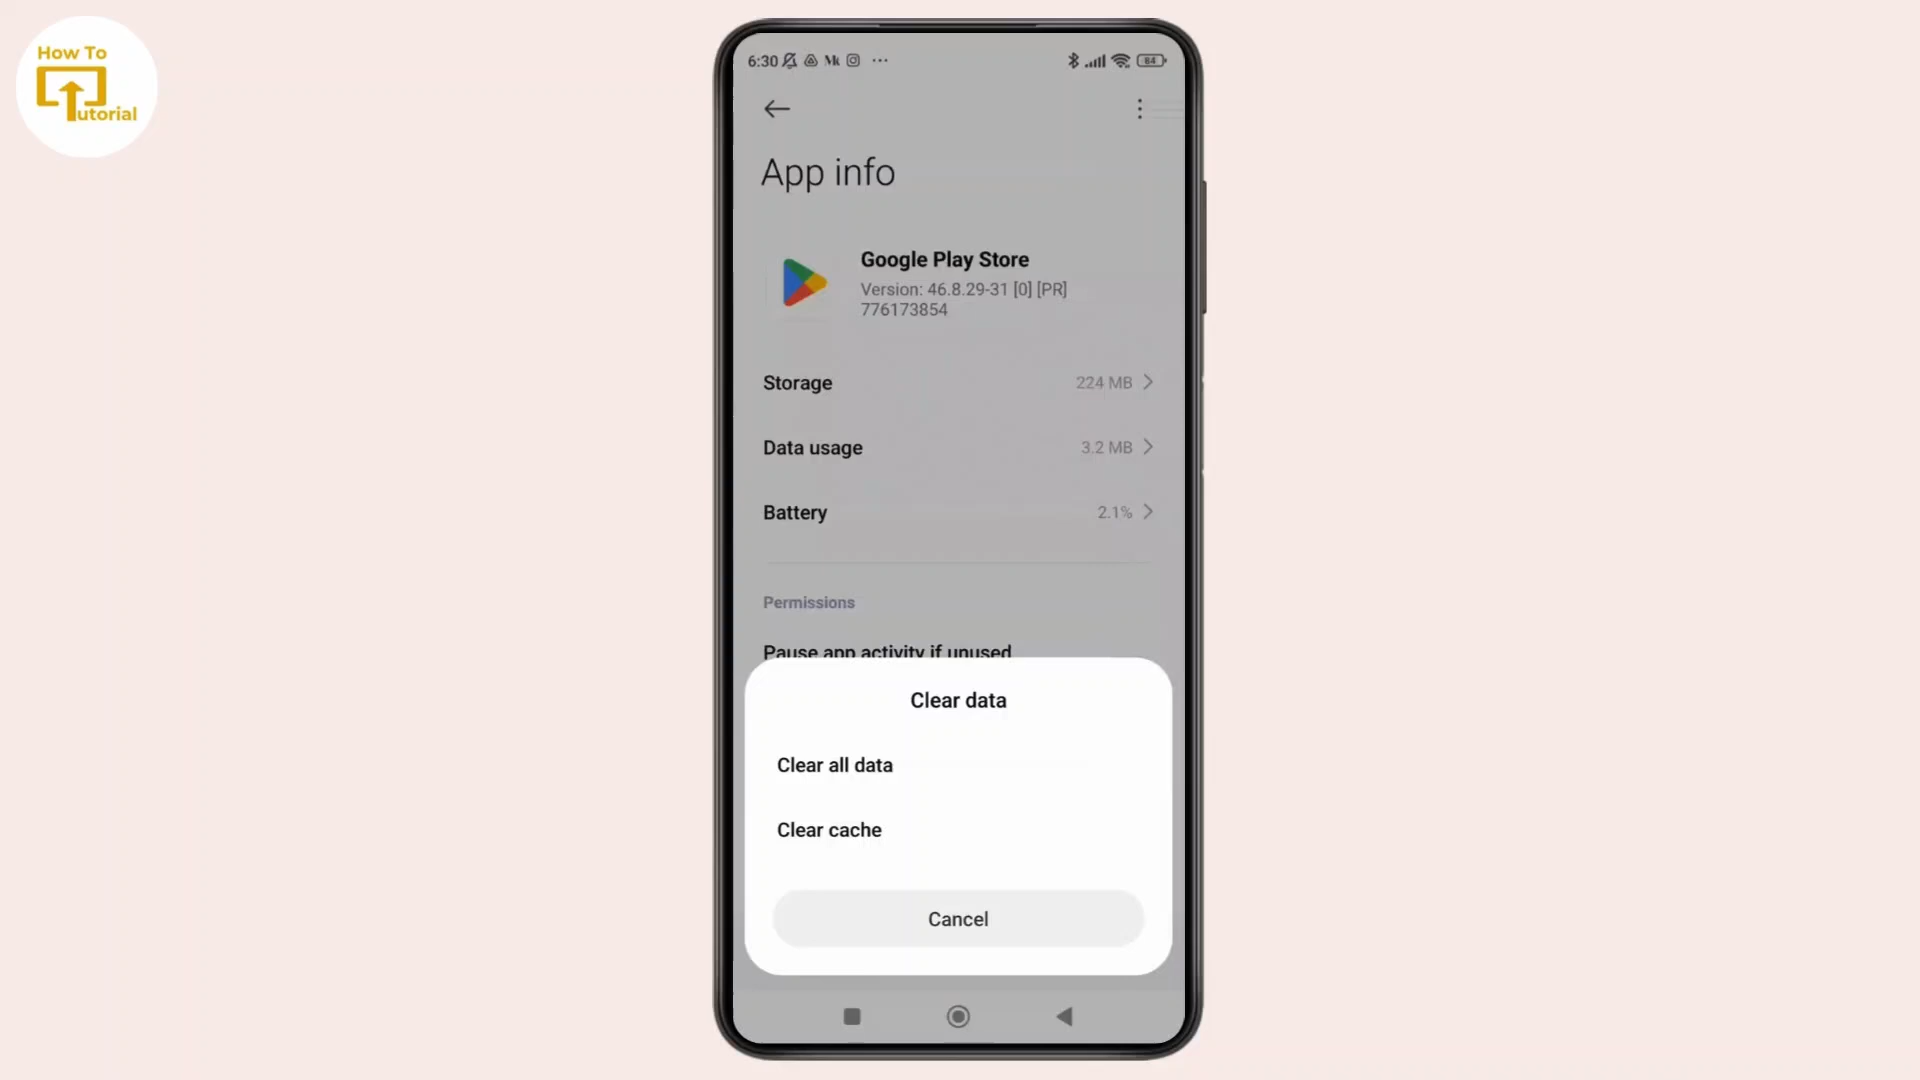 How To
Tutorial
6:30
84
App info
Google Play Store
Version: 46.8.29-31 [0] [PR]
776173854
Storage
224 MB
Data usage
3.2 MB
Battery
2.1%
Permissions
Pause app activity if unused
Clear data
Clear all data
Clear cache
Cancel